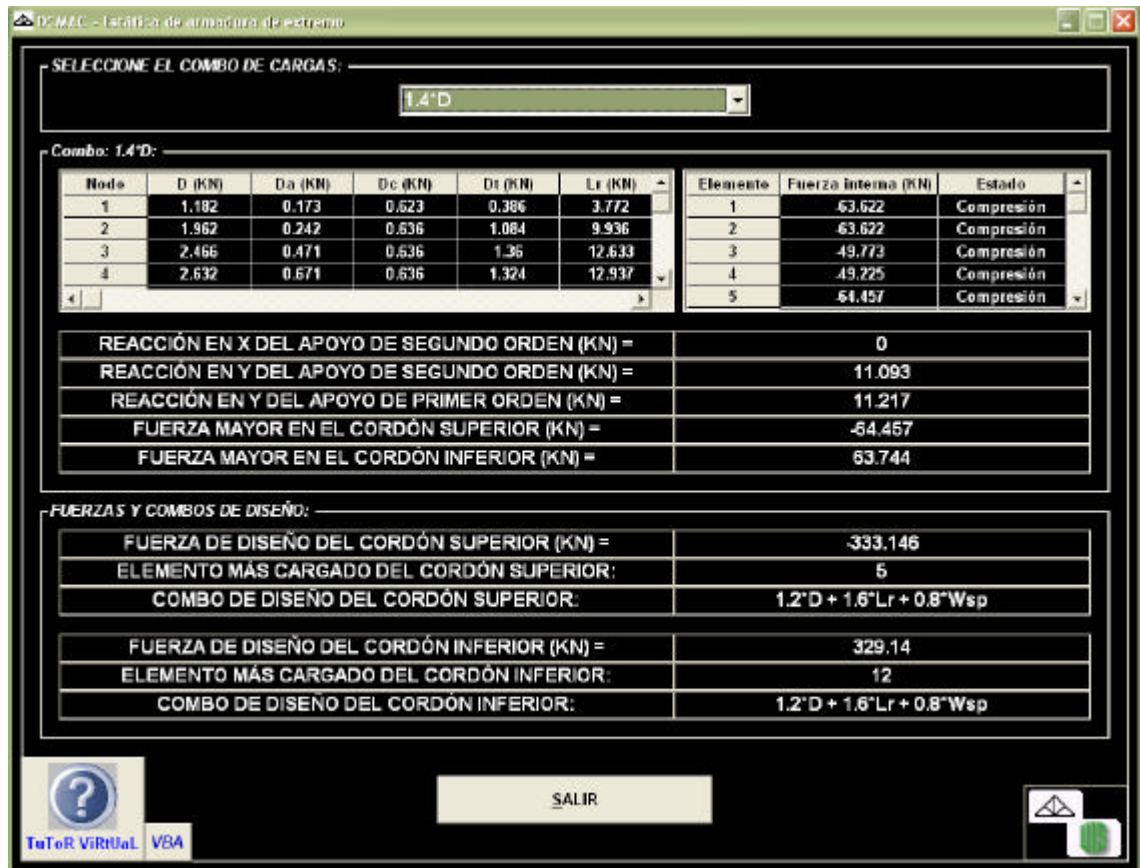 DSMAC - Estática de armadura de extremo
SELECCIONE EL COMBO DE CARGAS:
1.4*D
Combo: 1.4*D:
Nodo D (KN) Da (KN) Dc (KN) Dt (KN) Lr (KN)
1 1.182 0.173 0.623 0.386 3.772
2 1.962 0.242 0.636 1.084 9.936
3 2.466 0.471 0.636 1.36 12.633
4 2.632 0.671 0.636 1.324 12.937
Elemento Fuerza interna (KN) Estado
1 -63.622 Compresión
2 -63.622 Compresión
3 -49.773 Compresión
4 -49.225 Compresión
5 -64.457 Compresión
REACCIÓN EN X DEL APOYO DE SEGUNDO ORDEN (KN) = 0
REACCIÓN EN Y DEL APOYO DE SEGUNDO ORDEN (KN) = 11.093
REACCIÓN EN Y DEL APOYO DE PRIMER ORDEN (KN) = 11.217
FUERZA MAYOR EN EL CORDÓN SUPERIOR (KN) = -64.457
FUERZA MAYOR EN EL CORDÓN INFERIOR (KN) = 63.744
FUERZAS Y COMBOS DE DISEÑO:
FUERZA DE DISEÑO DEL CORDÓN SUPERIOR (KN) = -333.146
ELEMENTO MÁS CARGADO DEL CORDÓN SUPERIOR: 5
COMBO DE DISEÑO DEL CORDÓN SUPERIOR: 1.2*D + 1.6*Lr + 0.8*Wsp
FUERZA DE DISEÑO DEL CORDÓN INFERIOR (KN) = 329.14
ELEMENTO MÁS CARGADO DEL CORDÓN INFERIOR: 12
COMBO DE DISEÑO DEL CORDÓN INFERIOR: 1.2*D + 1.6*Lr + 0.8*Wsp
SALIR
TuToR ViRtUaL VBA
UIS